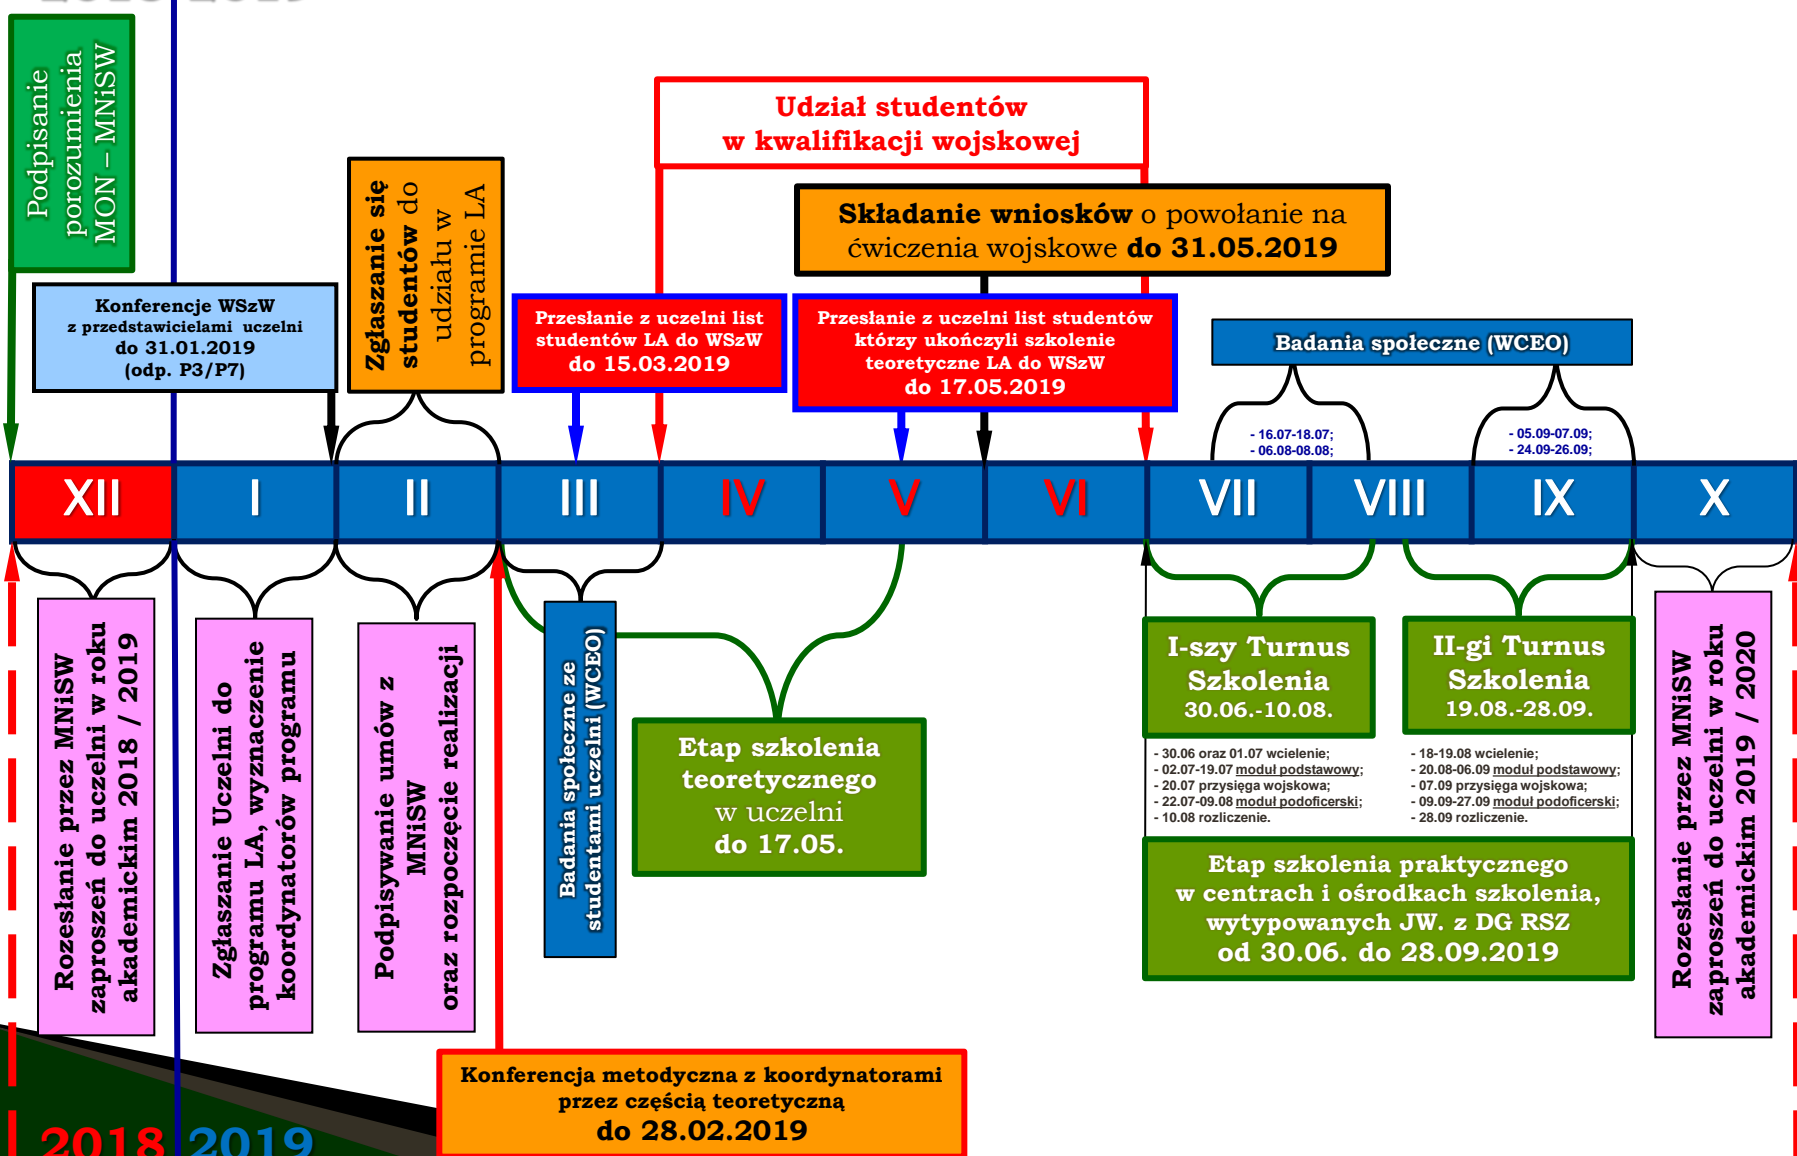 2018 2019
Podpisanie
porozumienia
MON – MNiSW
Udział studentów
w kwalifikacji wojskowej
Zgłaszanie się
studentów do
udziału w
programie LA
Składanie wniosków o powołanie na
ćwiczenia wojskowe do 31.05.2019
Konferencje WSzW
z przedstawicielami uczelni
do 31.01.2019
(odp. P3/P7)
Przesłanie z uczelni list
studentów LA do WSzW
do 15.03.2019
Przesłanie z uczelni list studentów
którzy ukończyli szkolenie
teoretyczne LA do WSzW
do 17.05.2019
Badania społeczne (WCEO)
- 16.07-18.07;
- 06.08-08.08;
- 05.09-07.09;
- 24.09-26.09;
XII I II III IV V VI VII VIII IX X
Rozesłanie przez MNiSW
zaproszeń do uczelni w roku
akademickim 2018 / 2019
Zgłaszanie Uczelni do
programu LA, wyznaczenie
koordynatorów programu
Podpisywanie umów z
MNiSW
oraz rozpoczęcie realizacji
Badania społeczne ze
studentami uczelni (WCEO)
Etap szkolenia
teoretycznego
w uczelni
do 17.05.
I-szy Turnus
Szkolenia
30.06.-10.08.
- 30.06 oraz 01.07 wcielenie;
- 02.07-19.07 moduł podstawowy;
- 20.07 przysięga wojskowa;
- 22.07-09.08 moduł podoficerski;
- 10.08 rozliczenie.
II-gi Turnus
Szkolenia
19.08.-28.09.
- 18-19.08 wcielenie;
- 20.08-06.09 moduł podstawowy;
- 07.09 przysięga wojskowa;
- 09.09-27.09 moduł podoficerski;
- 28.09 rozliczenie.
Etap szkolenia praktycznego
w centrach i ośrodkach szkolenia,
wytypowanych JW. z DG RSZ
od 30.06. do 28.09.2019
Rozesłanie przez MNiSW
zaproszeń do uczelni w roku
akademickim 2019 / 2020
Konferencja metodyczna z koordynatorami
przez częścią teoretyczną
do 28.02.2019
2018 2019